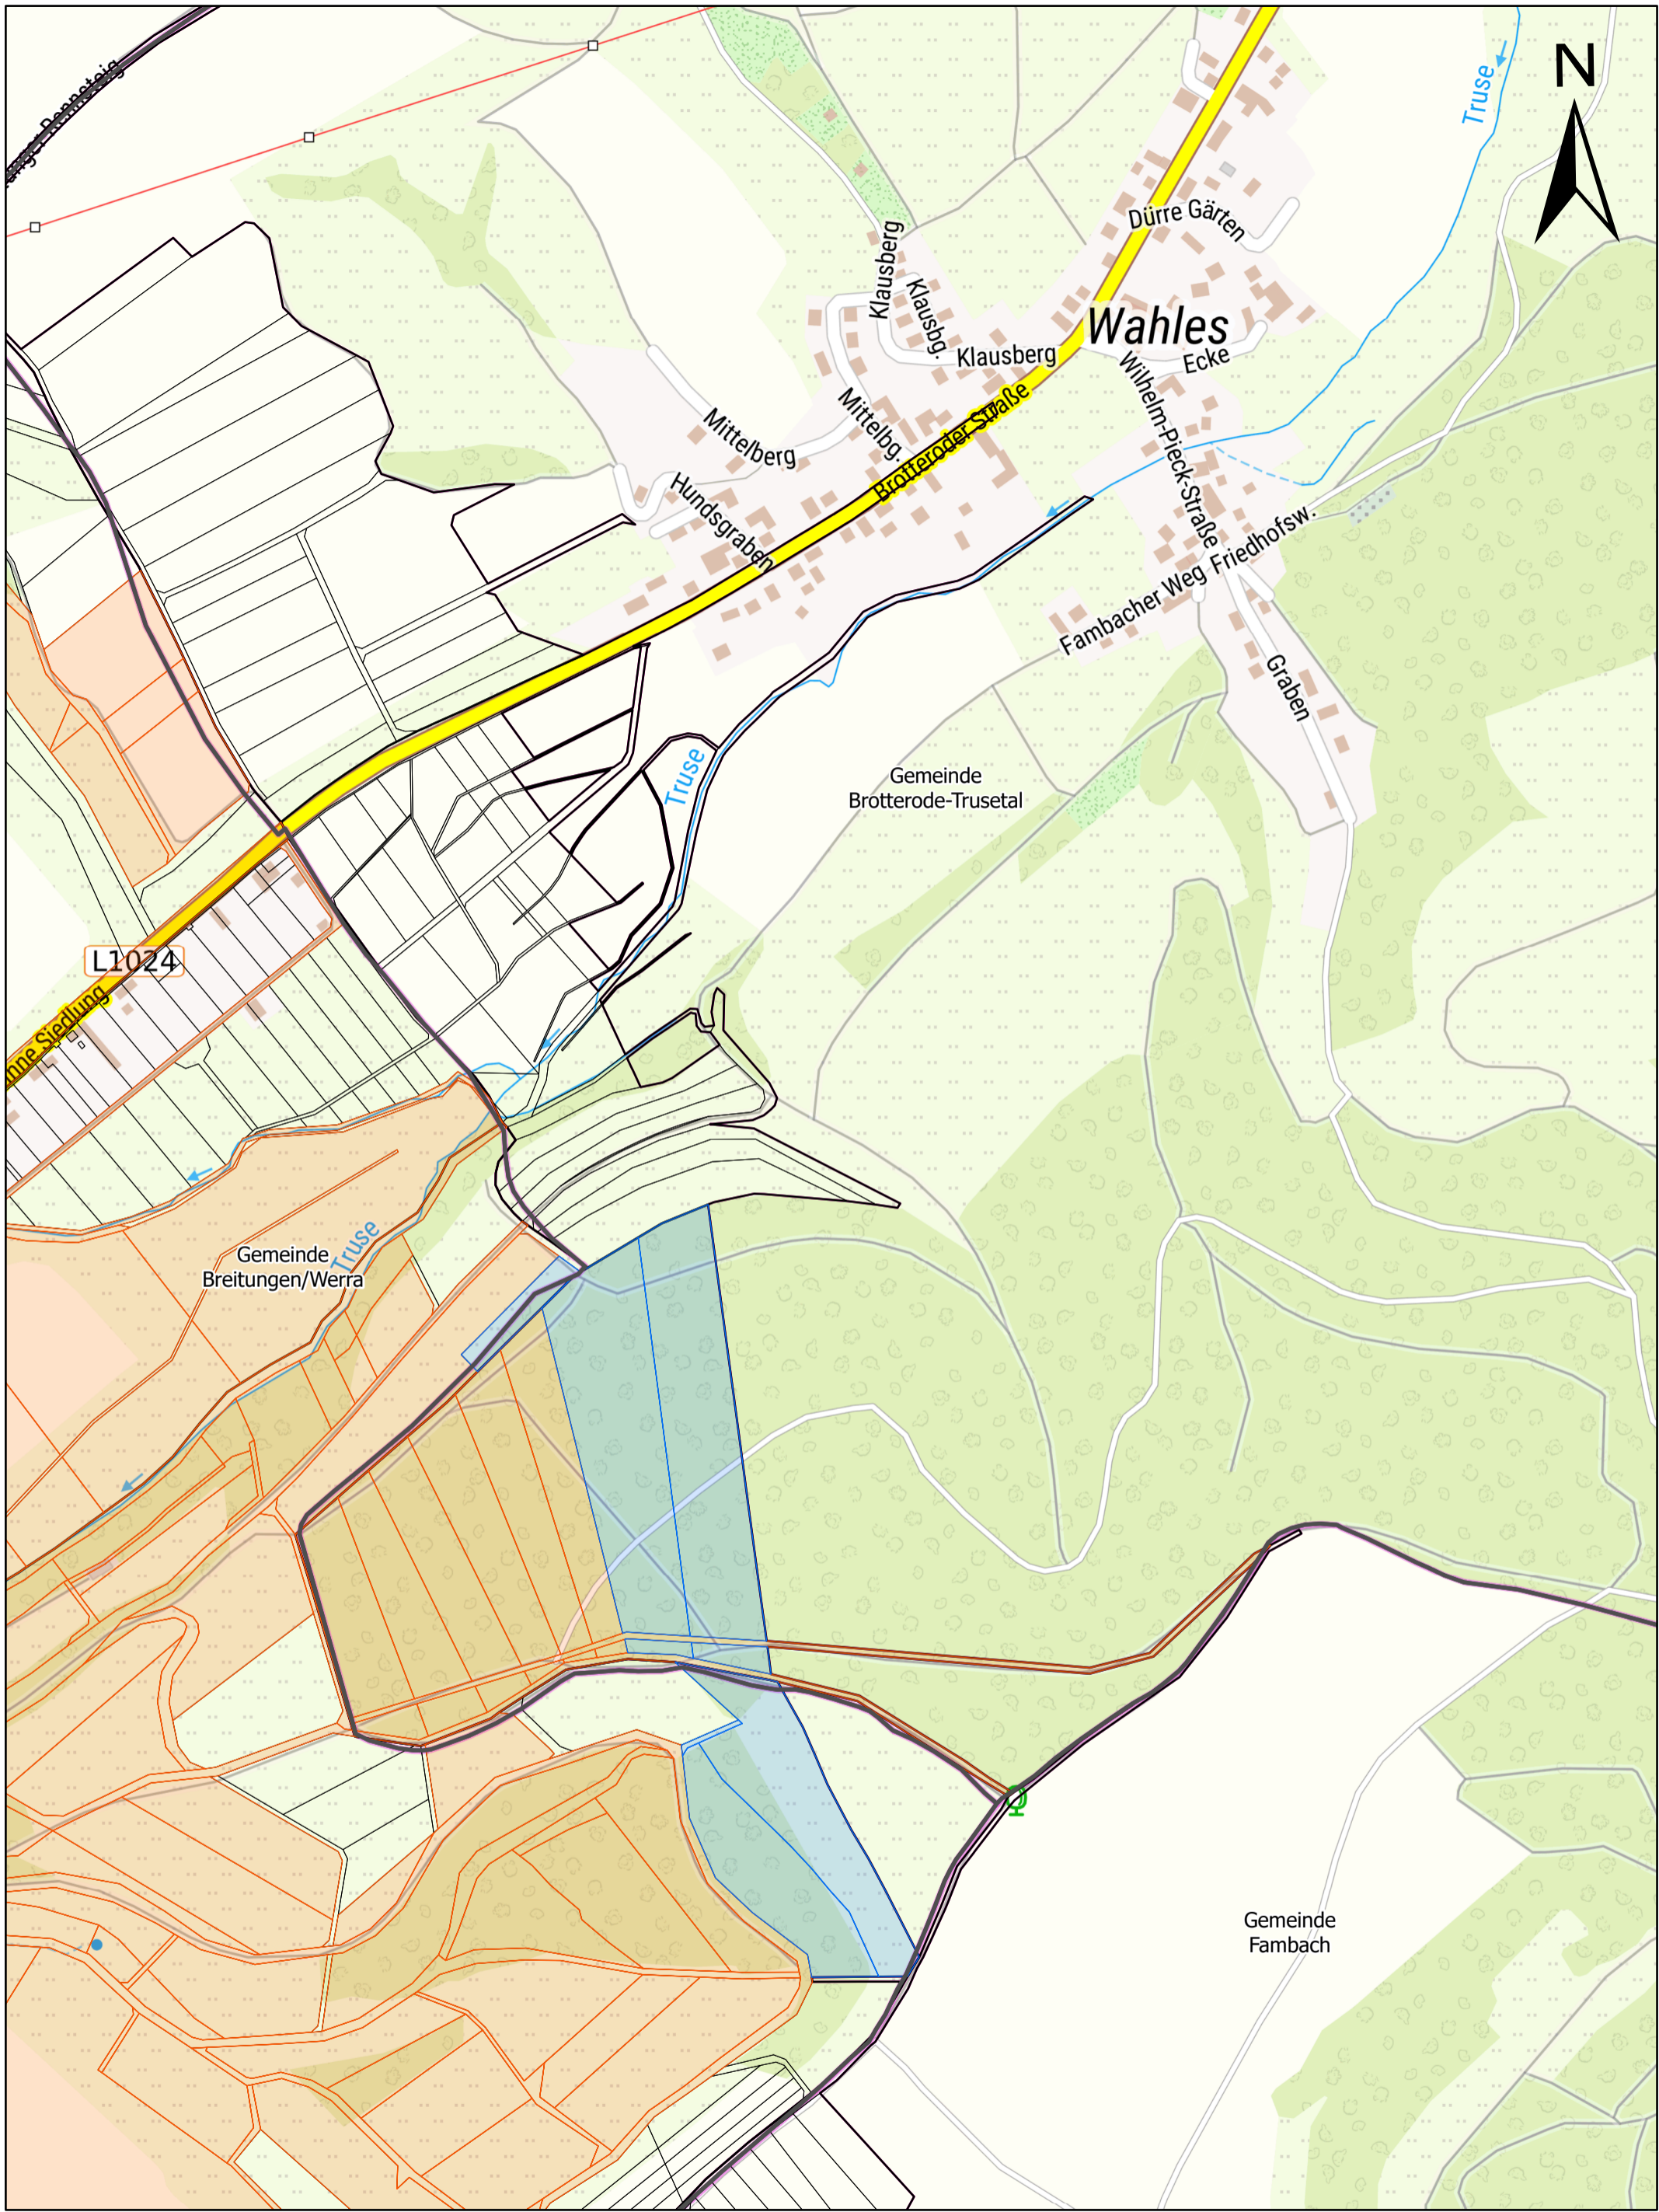 N
Truse
Dürre Gärten
Klausberg
Klausbg.
Wahles
Klausberg
Ecke
Wilhelm-Pieck-Straße
Mittelbg.
Mittelberg
Brotteroder Straße
Hundsgraben
Friedhofsw.
Fambacher Weg
Graben
Truse
Gemeinde
Brotterode-Trusetal
L1024
Siedlung
Truse
Gemeinde
Breitungen/Werra
Gemeinde
Fambach